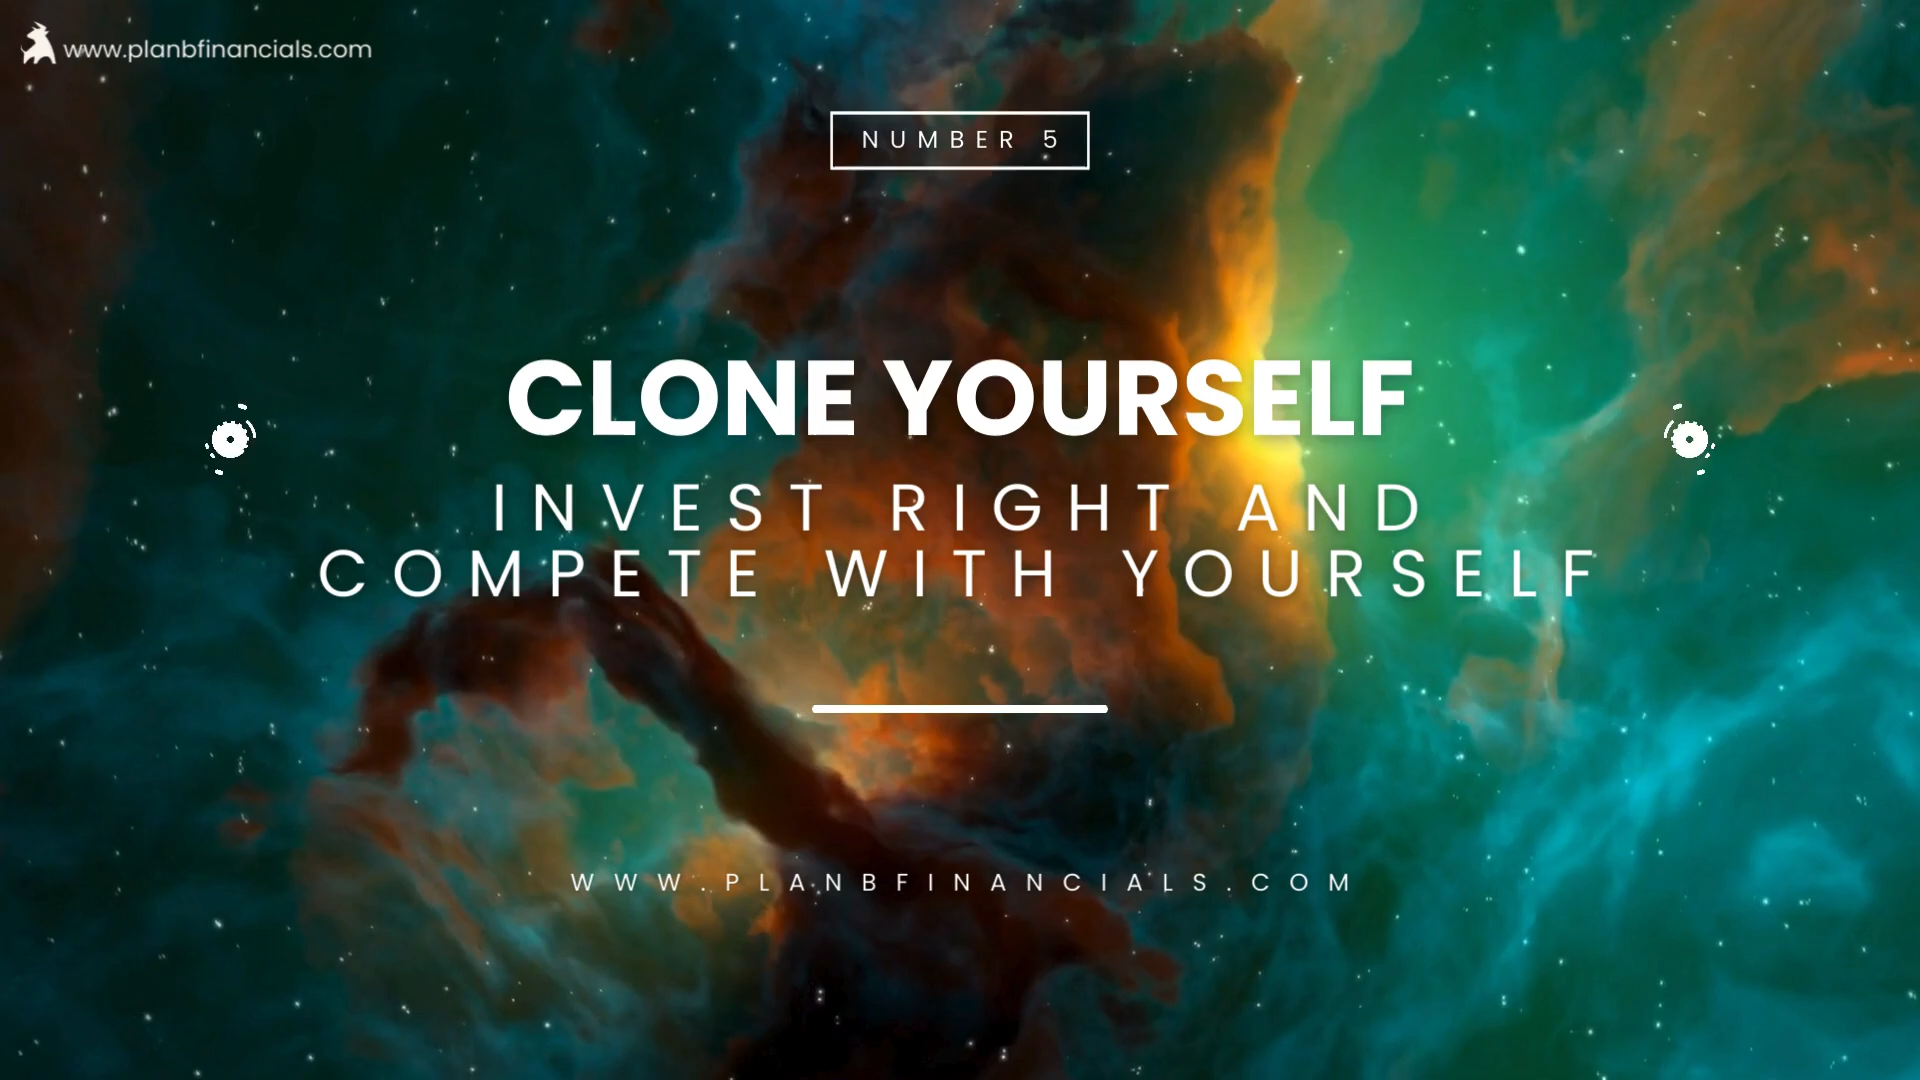 www.planbfinancials.com
NUMBER 5
CLONE YOURSELF
INVEST RIGHT AND
COMPETE WITH YOURSELF
WWW.PLANBFINANCIALS.COM